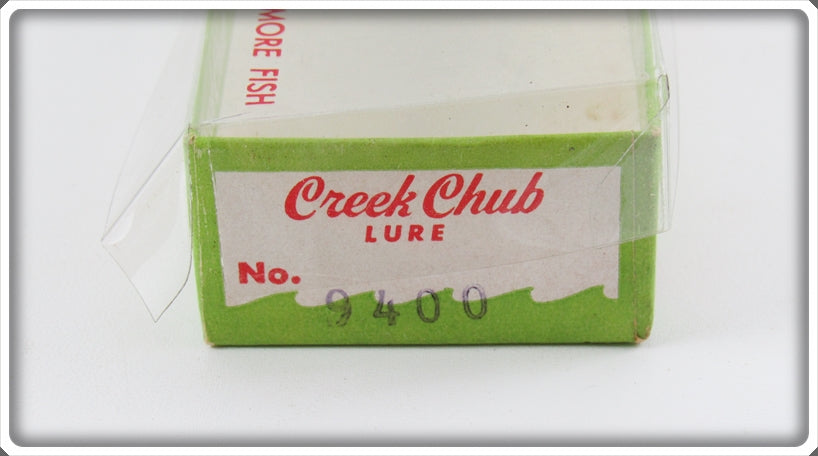 MORE FISH
Creek Chub
LURE
No. 9400